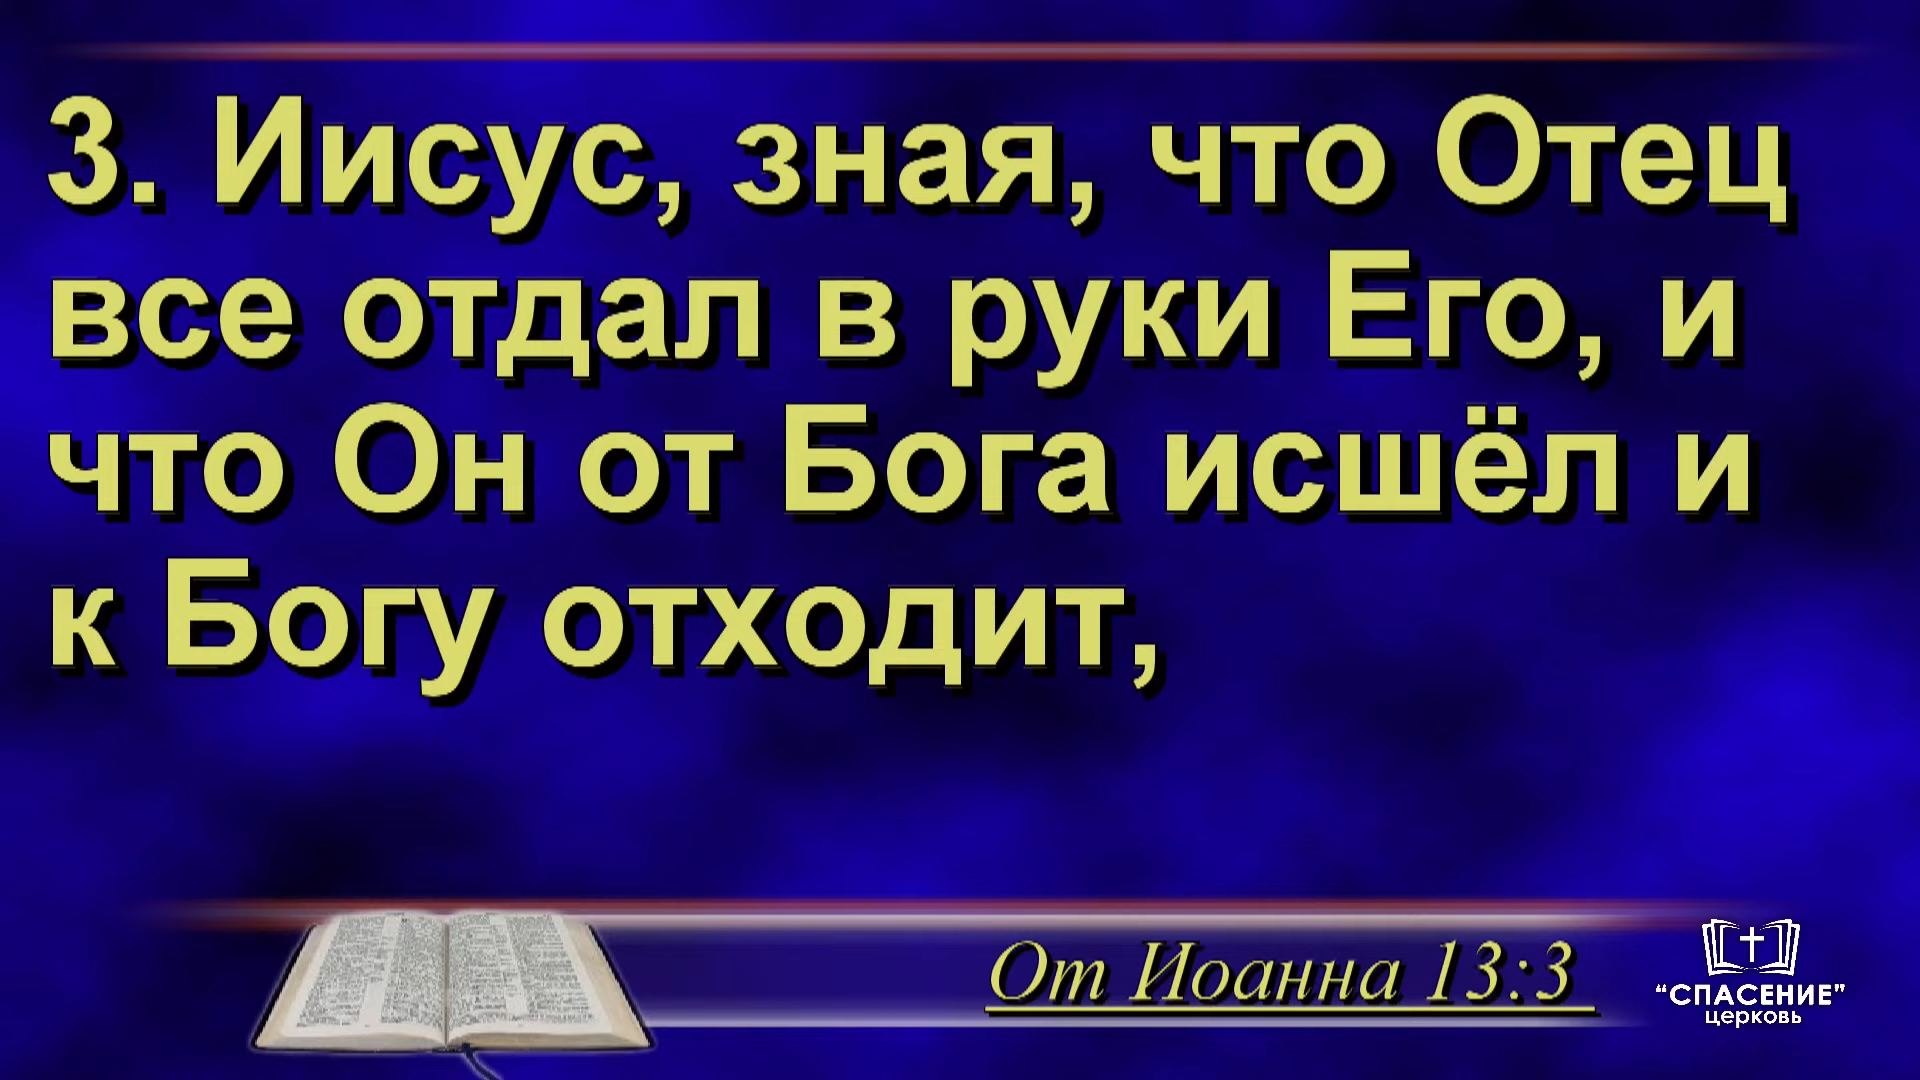 3. Иисус, зная, что Отец
все отдал в руки Его, и
что Он от Бога исшёл и
к Богу отходит,
От Иоанна 13:3
“СПАСЕНИЕ”
церковь